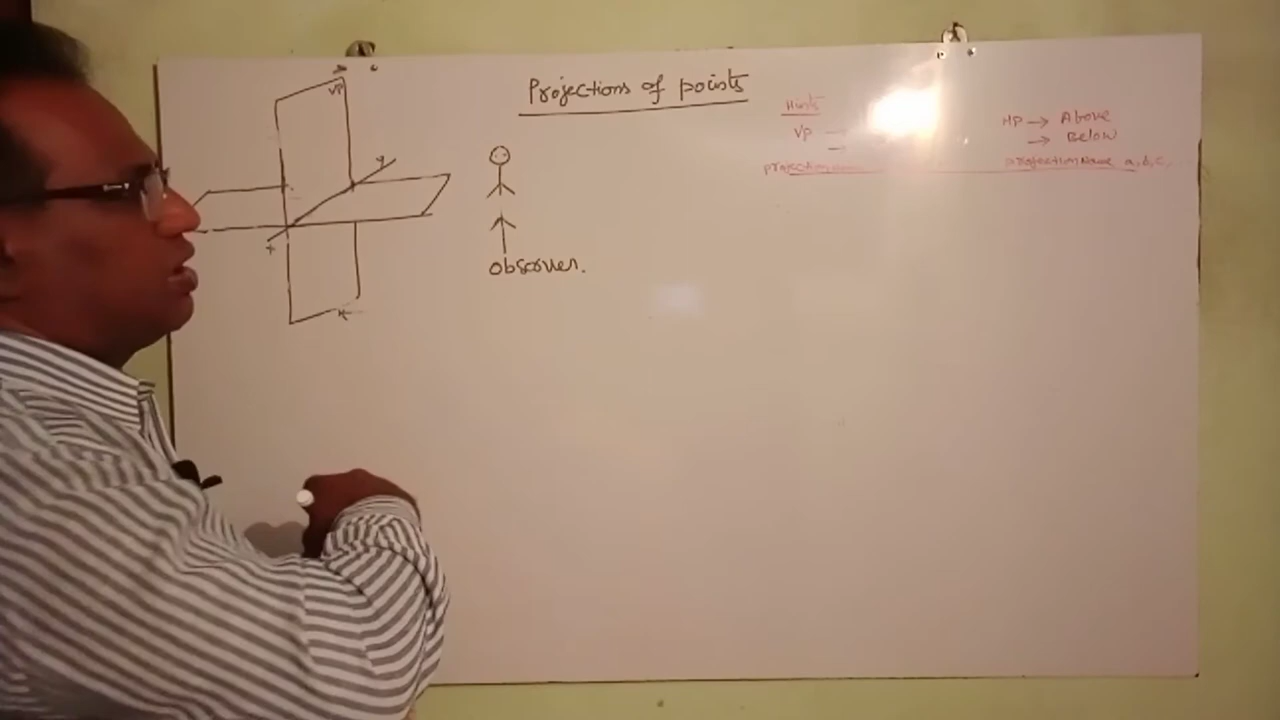 Projections of points
VP
Hints
VP →
→
HP → Above
→ Below
projection Name a, b, c,
y
x
observer.